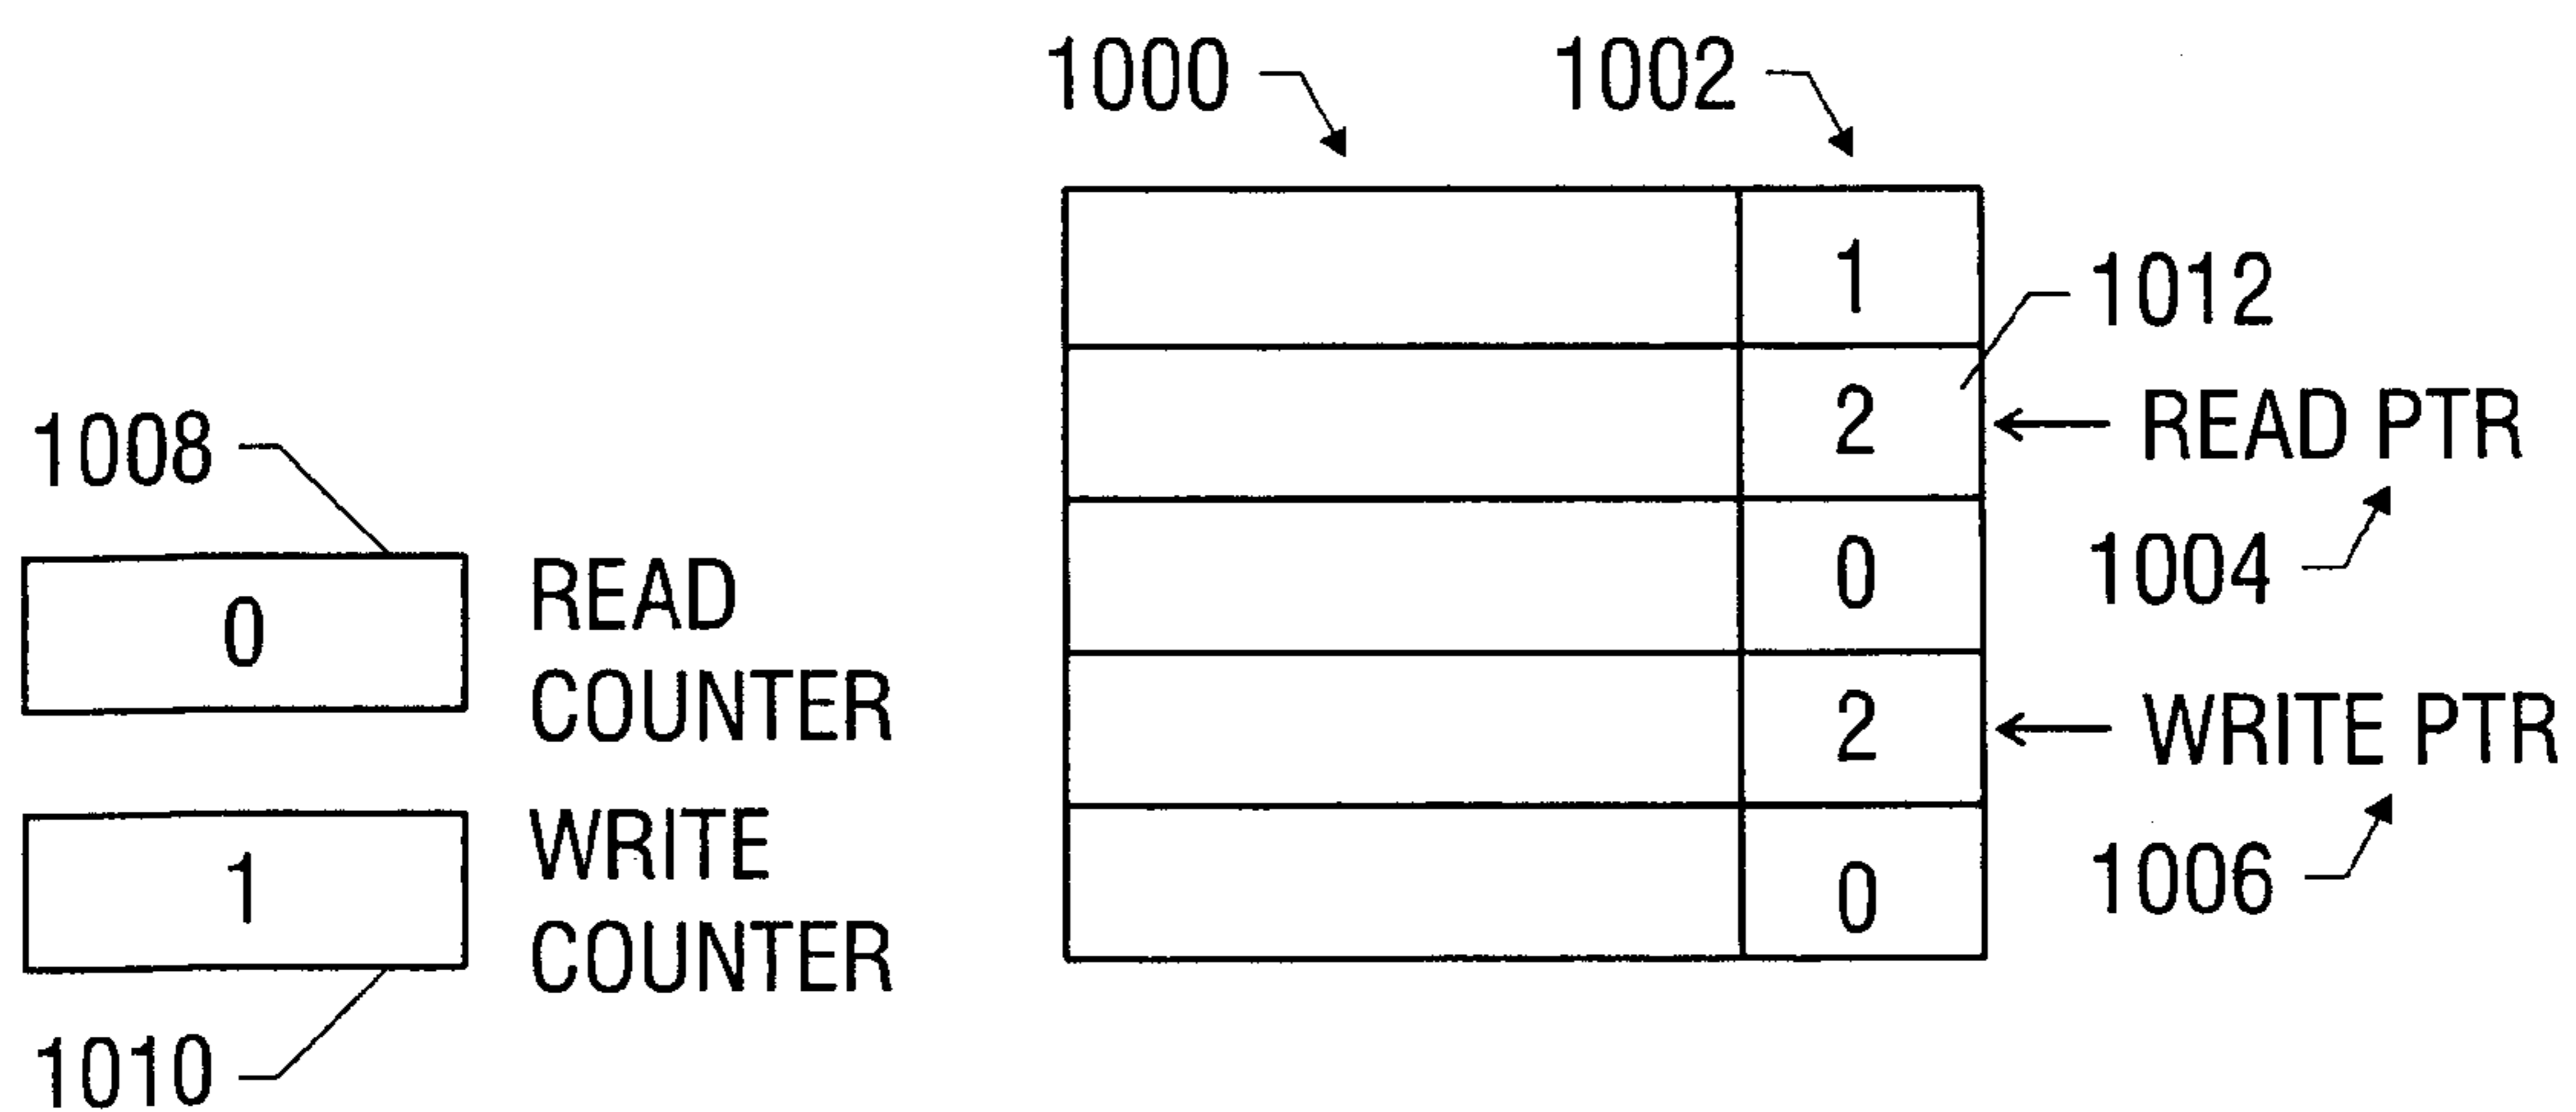 1000
1002
1
1012
2
READ PTR
1008
0
1004
0
READ
COUNTER
2
WRITE PTR
1
WRITE
COUNTER
0
1006
1010